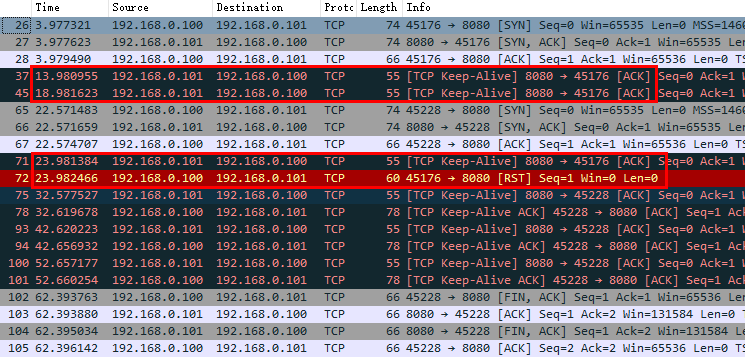 Time Source Destination Proto Length Info
26 3.977321 192.168.0.100 192.168.0.101 TCP 74 45176 → 8080 [SYN] Seq=0 Win=65535 Len=0 MSS=1460
27 3.977623 192.168.0.101 192.168.0.100 TCP 74 8080 → 45176 [SYN, ACK] Seq=0 Ack=1 Win=65535
28 3.979490 192.168.0.100 192.168.0.101 TCP 66 45176 → 8080 [ACK] Seq=1 Ack=1 Win=65536 Len=0 TS
37 13.980955 192.168.0.101 192.168.0.100 TCP 55 [TCP Keep-Alive] 8080 → 45176 [ACK] Seq=0 Ack=1 W
45 18.981623 192.168.0.101 192.168.0.100 TCP 55 [TCP Keep-Alive] 8080 → 45176 [ACK] Seq=0 Ack=1 W
65 22.571483 192.168.0.100 192.168.0.101 TCP 74 45228 → 8080 [SYN] Seq=0 Win=65535 Len=0 MSS=1460
66 22.571659 192.168.0.101 192.168.0.100 TCP 74 8080 → 45228 [SYN, ACK] Seq=0 Ack=1 Win=65535
67 22.574707 192.168.0.100 192.168.0.101 TCP 66 45228 → 8080 [ACK] Seq=1 Ack=1 Win=65536 Len=0 TS
71 23.981384 192.168.0.101 192.168.0.100 TCP 55 [TCP Keep-Alive] 8080 → 45176 [ACK] Seq=0 Ack=1 W
72 23.982466 192.168.0.100 192.168.0.101 TCP 60 45176 → 8080 [RST] Seq=1 Win=0 Len=0
75 32.577527 192.168.0.101 192.168.0.100 TCP 55 [TCP Keep-Alive] 8080 → 45228 [ACK] Seq=0 Ack=1 W
78 32.619678 192.168.0.100 192.168.0.101 TCP 78 [TCP Keep-Alive ACK] 45228 → 8080 [ACK] Seq=1 Ack
93 42.620223 192.168.0.101 192.168.0.100 TCP 55 [TCP Keep-Alive] 8080 → 45228 [ACK] Seq=0 Ack=1 W
94 42.656932 192.168.0.100 192.168.0.101 TCP 78 [TCP Keep-Alive ACK] 45228 → 8080 [ACK] Seq=1 Ack
100 52.657177 192.168.0.101 192.168.0.100 TCP 55 [TCP Keep-Alive] 8080 → 45228 [ACK] Seq=0 Ack=1 W
101 52.660254 192.168.0.100 192.168.0.101 TCP 78 [TCP Keep-Alive ACK] 45228 → 8080 [ACK] Seq=1 Ack
102 62.393763 192.168.0.100 192.168.0.101 TCP 66 45228 → 8080 [FIN, ACK] Seq=1 Ack=1 Win=65536 Len
103 62.393880 192.168.0.101 192.168.0.100 TCP 66 8080 → 45228 [ACK] Seq=1 Ack=2 Win=131584 Len=0 T
104 62.395034 192.168.0.101 192.168.0.100 TCP 66 8080 → 45228 [FIN, ACK] Seq=1 Ack=2 Win=131584 Le
105 62.396142 192.168.0.100 192.168.0.101 TCP 66 45228 → 8080 [ACK] Seq=2 Ack=2 Win=65536 Len=0 TS